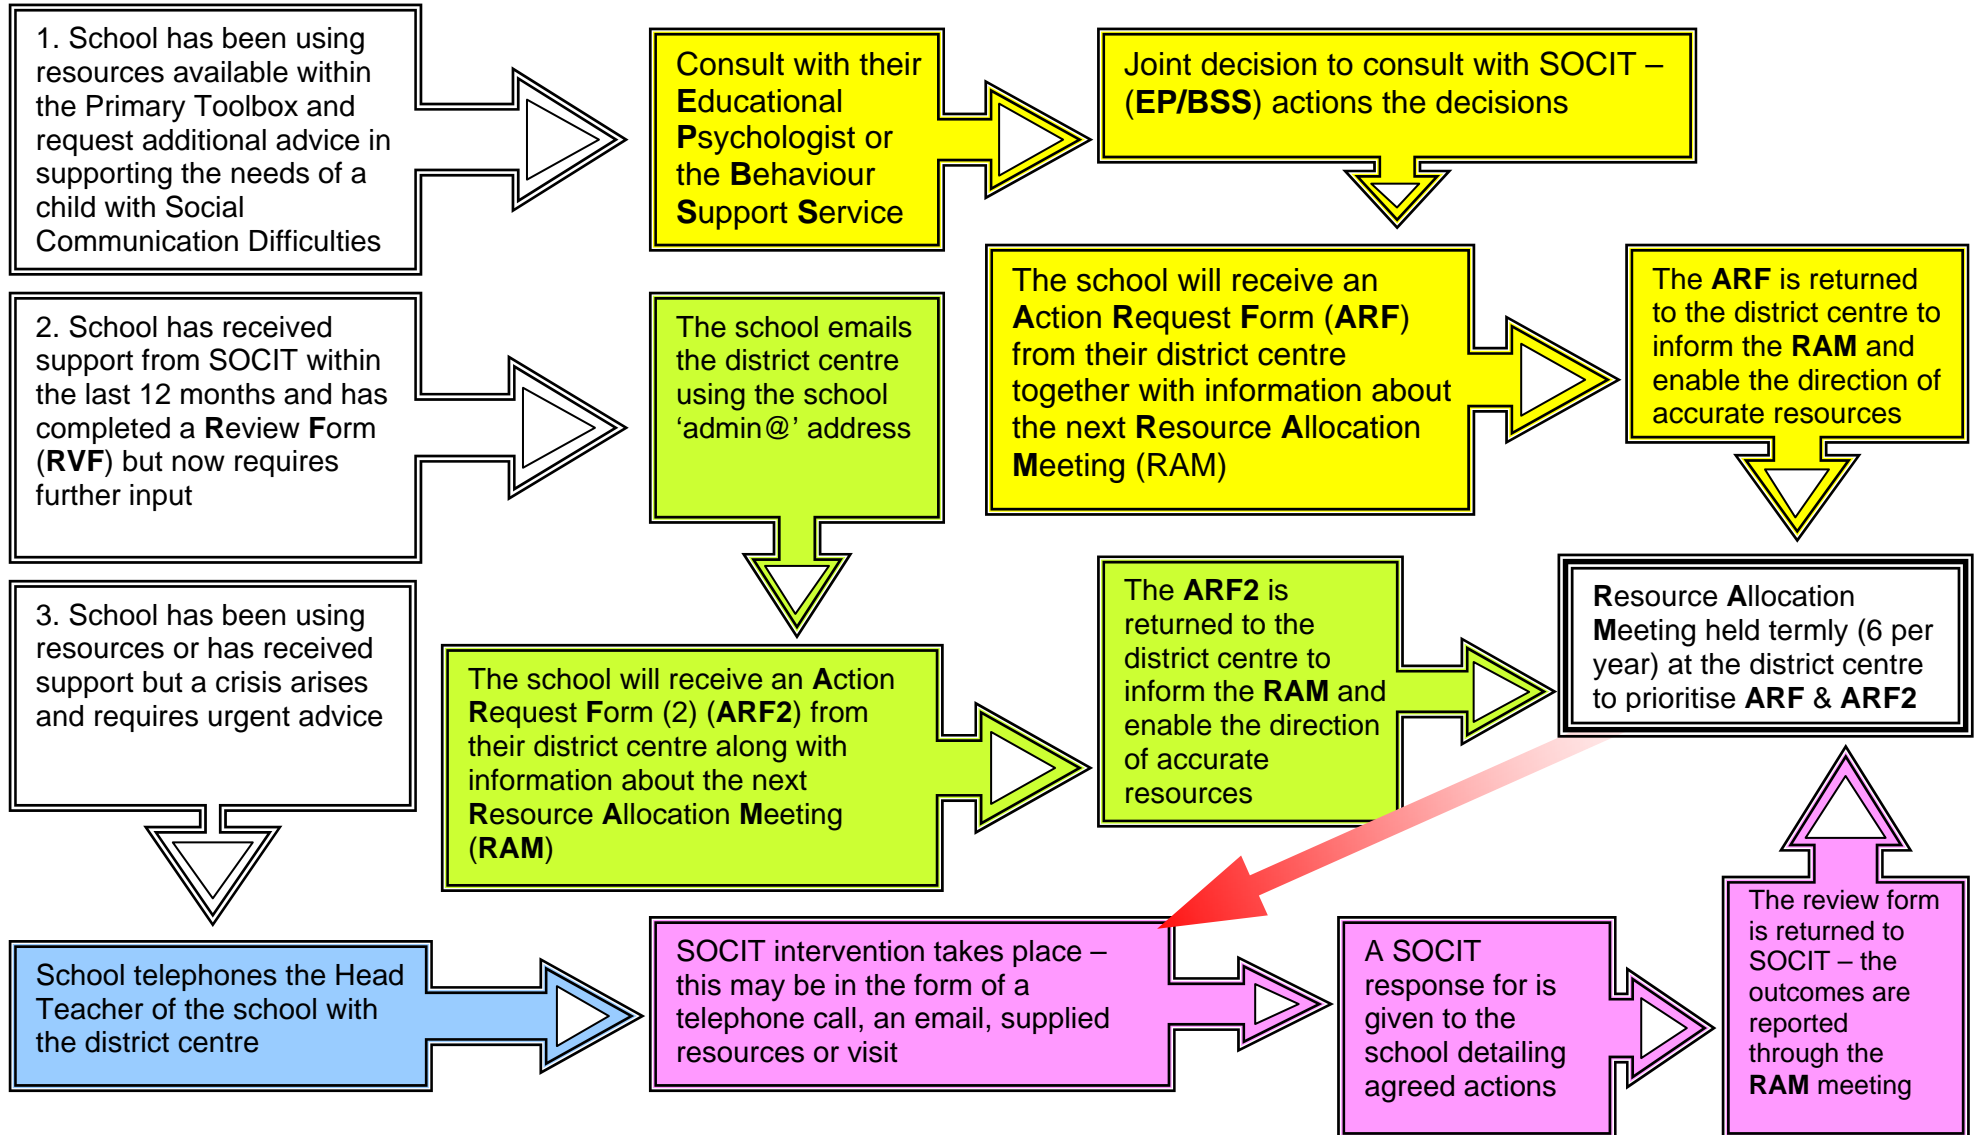 1. School has been using
resources available within
the Primary Toolbox and
request additional advice in
supporting the needs of a
child with Social
Communication Difficulties
Consult with their
Educational
Psychologist or
the Behaviour
Support Service
Joint decision to consult with SOCIT –
(EP/BSS) actions the decisions
The school will receive an
Action Request Form (ARF)
from their district centre
together with information about
the next Resource Allocation
Meeting (RAM)
The ARF is returned
to the district centre to
inform the RAM and
enable the direction of
accurate resources
2. School has received
support from SOCIT within
the last 12 months and has
completed a Review Form
(RVF) but now requires
further input
The school emails
the district centre
using the school
‘admin@’ address
The school will receive an Action
Request Form (2) (ARF2) from
their district centre along with
information about the next
Resource Allocation Meeting
(RAM)
The ARF2 is
returned to the
district centre to
inform the RAM and
enable the direction
of accurate
resources
Resource Allocation
Meeting held termly (6 per
year) at the district centre
to prioritise ARF & ARF2
3. School has been using
resources or has received
support but a crisis arises
and requires urgent advice
School telephones the Head
Teacher of the school with
the district centre
SOCIT intervention takes place –
this may be in the form of a
telephone call, an email, supplied
resources or visit
A SOCIT
response for is
given to the
school detailing
agreed actions
The review form
is returned to
SOCIT – the
outcomes are
reported
through the
RAM meeting